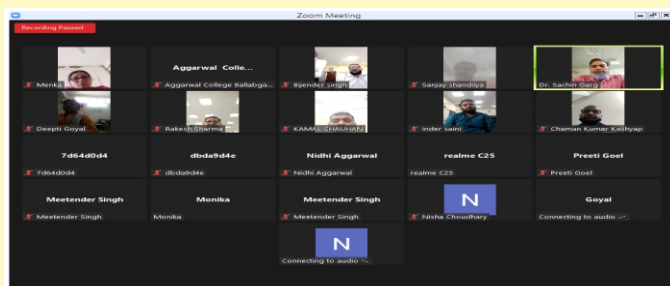 Zoom Meeting
Recording Paused
Aggarwal Colle...
Menka
Aggarwal College Ballabga...
Bijender singh
Sanjay shandilya
Dr. Sachin Garg
Deepti Goyal
Rakesh Sharma
KAMAL CHAUHAN
inder saini
Chaman Kumar Kashyap
7d64d0d4
dbda9d4e
Nidhi Aggarwal
realme C25
Preeti Goel
7d64d0d4
dbda9d4e
Nidhi Aggarwal
realme C25
Preeti Goel
Meetender Singh
Monika
Meetender Singh
N
Goyal
Meetender Singh
Monika
Meetender Singh
Nisha Choudhary
Connecting to audio
N
Connecting to audio